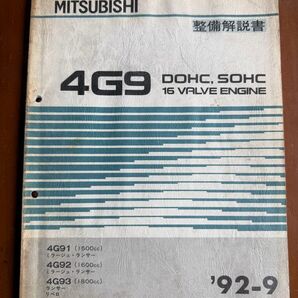 MITSUBISHI
整備解説書
4G9 DOHC, SOHC
16 VALVE ENGINE
4G91 (1500cc)
ミラージュ・ランサー
4G92 (1600cc)
ミラージュ・ランサー
4G93 (1800cc)
ランサー
リベロ
'92-9